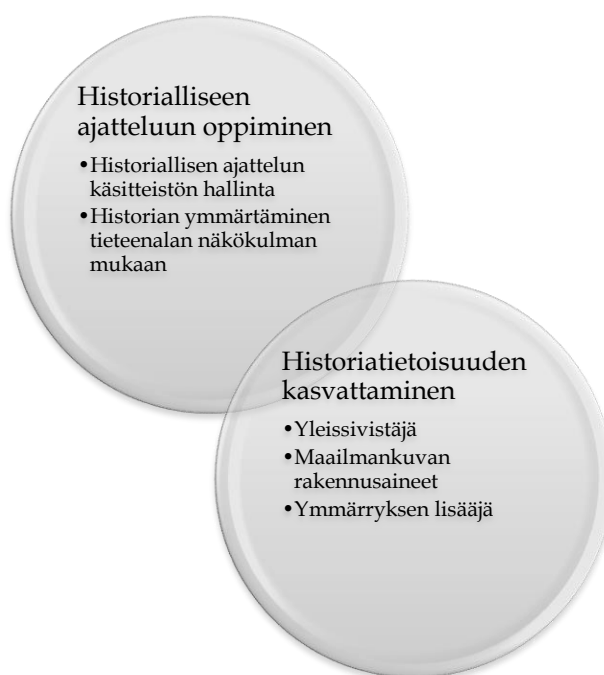 Historialliseen
ajatteluun oppiminen
•Historiallisen ajattelun
käsitteistön hallinta
•Historian ymmärtäminen
tieteenalan näkökulman
mukaan
Historiatietoisuuden
kasvattaminen
•Yleissivistäjä
•Maailmankuvan
rakennusaineet
•Ymmärryksen lisääjä